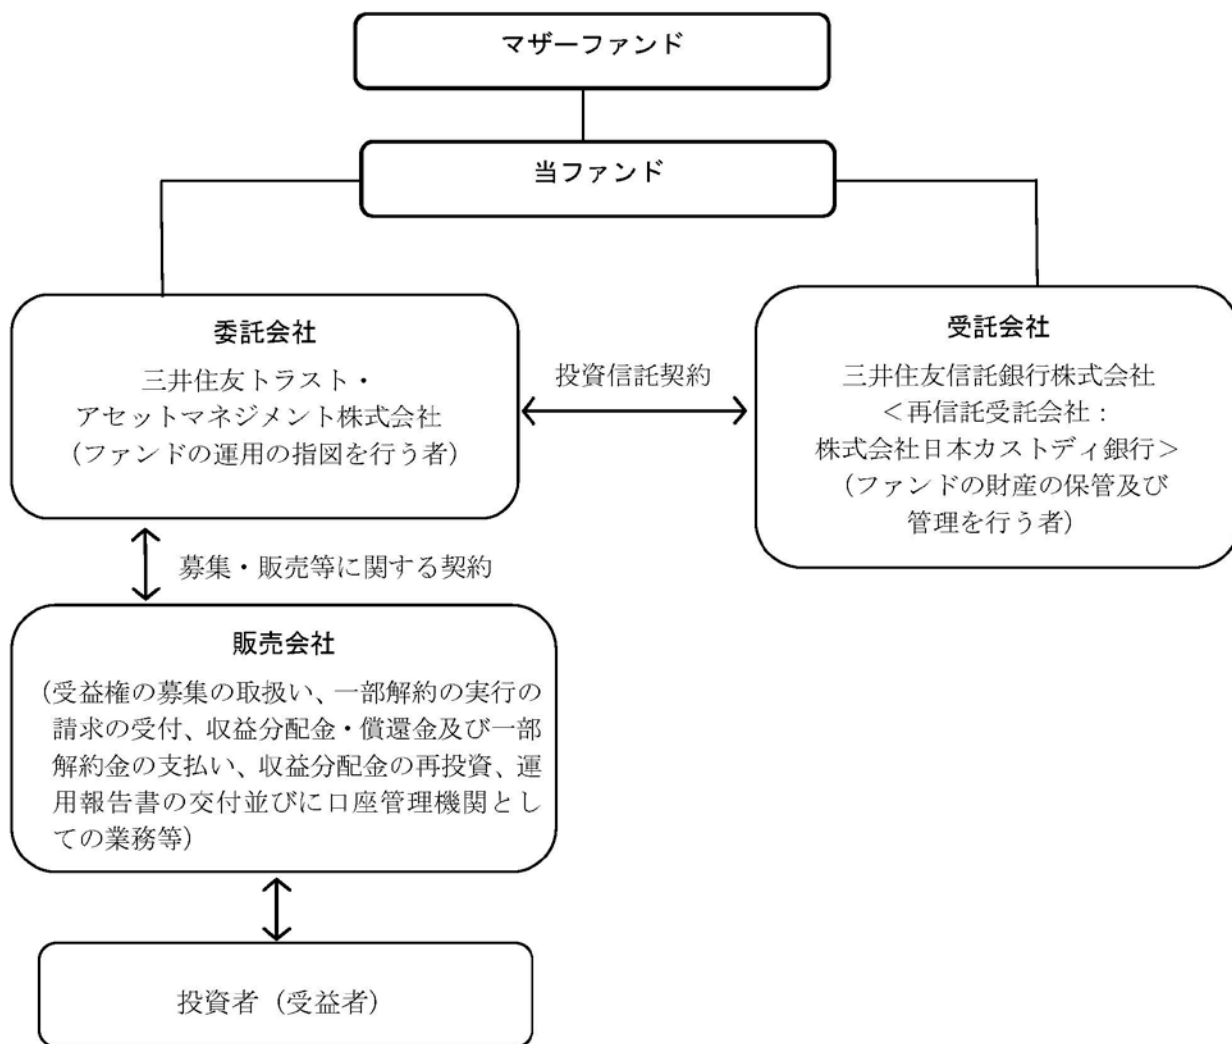 マザーファンド
当ファンド
委託会社
三井住友トラスト・
アセットマネジメント株式会社
（ファンドの運用の指図を行う者）
投資信託契約
受託会社
三井住友信託銀行株式会社
＜再信託受託会社：
株式会社日本カストディ銀行＞
（ファンドの財産の保管及び
管理を行う者）
募集・販売等に関する契約
販売会社
（受益権の募集の取扱い、一部解約の実行の
請求の受付、収益分配金・償還金及び一部
解約金の支払い、収益分配金の再投資、運
用報告書の交付並びに口座管理機関とし
ての業務等）
投資者（受益者）